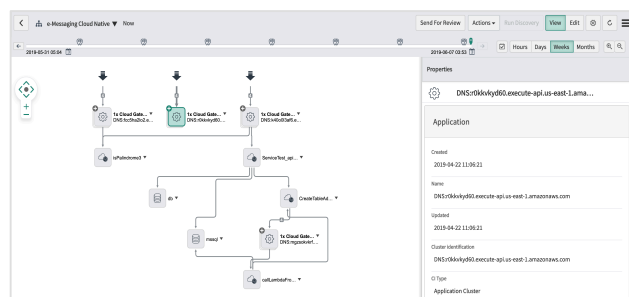 e-Messaging Cloud Native ▼ Now
Send For Review
Actions
Run Discovery
View
Edit
2019-05-31 05:04
2019-06-07 03:53
Hours
Days
Weeks
Months
Properties
DNS:r0kkvkyd60.execute-api.us-east-1.ama...
Application
Created
2019-04-22 11:06:21
Name
DNS:r0kkvkyd60.execute-api.us-east-1.amazonaws.com
Updated
2019-04-22 11:06:21
Cluster Identification
DNS:r0kkvkyd60.execute-api.us-east-1.amazonaws.com
CI Type
Application Cluster
1x Cloud Gate...
1x Cloud Gate...
DNS:r0kkvkyd60....
1x Cloud Gate...
isPalindrome3
ServiceTest_api...
db
CreateTableAd...
mssql
1x Cloud Gate...
callLambdaFro...